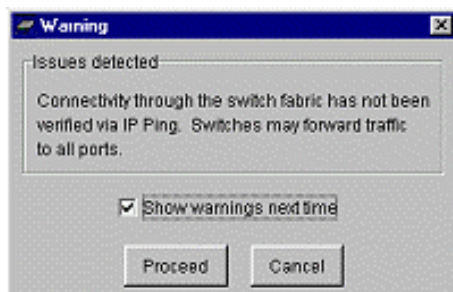 Warning
Issues detected
Connectivity through the switch fabric has not been
verified via IP Ping. Switches may forward traffic
to all ports.
Show warnings next time
Proceed Cancel